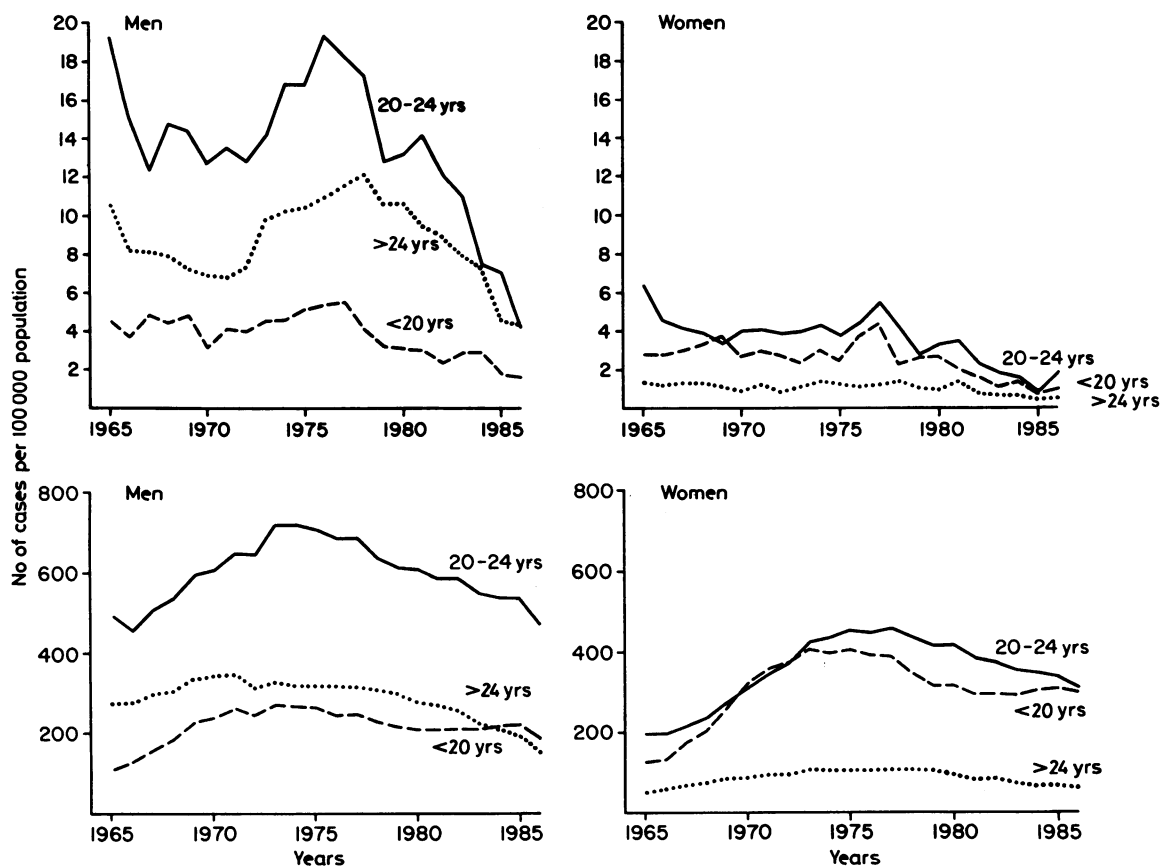 No of cases per 100 000 population
Men
20
18
16
14
12
10
8
6
4
2
20-24 yrs
>24 yrs
<20 yrs
1965 1970 1975 1980 1985
Women
20
18
16
14
12
10
8
6
4
2
20-24 yrs
<20 yrs
>24 yrs
1965 1970 1975 1980 1985
Men
800
600
400
200
20-24 yrs
>24 yrs
<20 yrs
1965 1970 1975 1980 1985
Years
Women
800
600
400
200
20-24 yrs
<20 yrs
>24 yrs
1965 1970 1975 1980 1985
Years